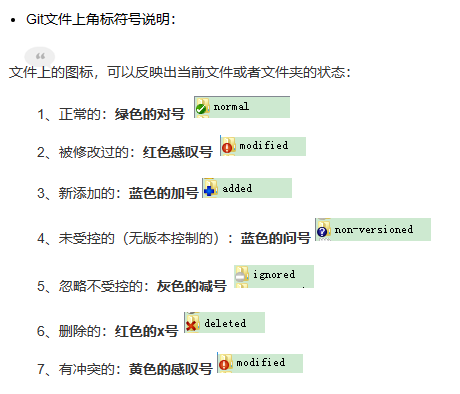 Git文件上角标符号说明：
文件上的图标，可以反映出当前文件或者文件夹的状态：
1、正常的：绿色的对号 normal
2、被修改过的：红色感叹号 modified
3、新添加的：蓝色的加号 added
4、未受控的（无版本控制的）：蓝色的问号 non-versioned
5、忽略不受控的：灰色的减号 ignored
6、删除的：红色的x号 deleted
7、有冲突的：黄色的感叹号 modified